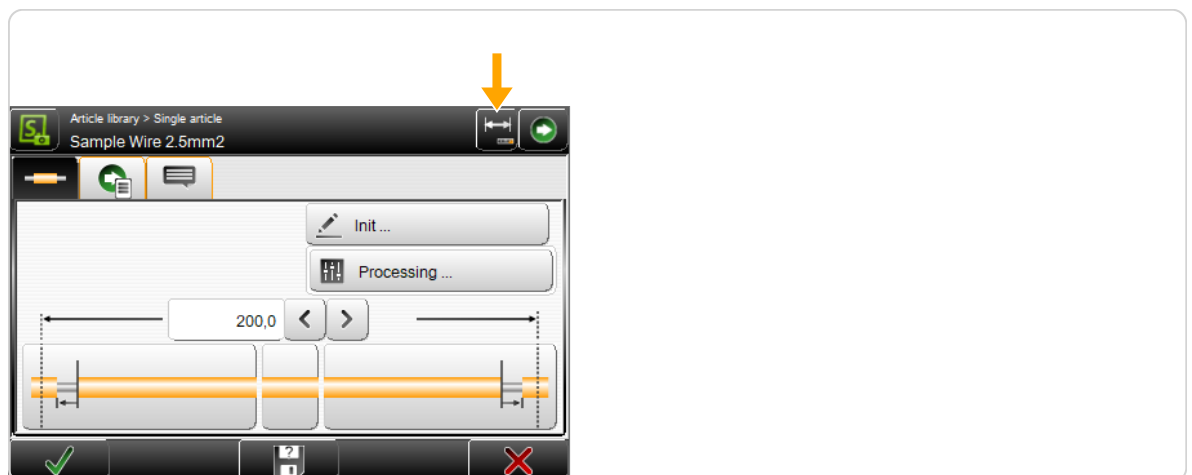 Article library > Single article
Sample Wire 2.5mm2
Init ...
Processing ...
200,0